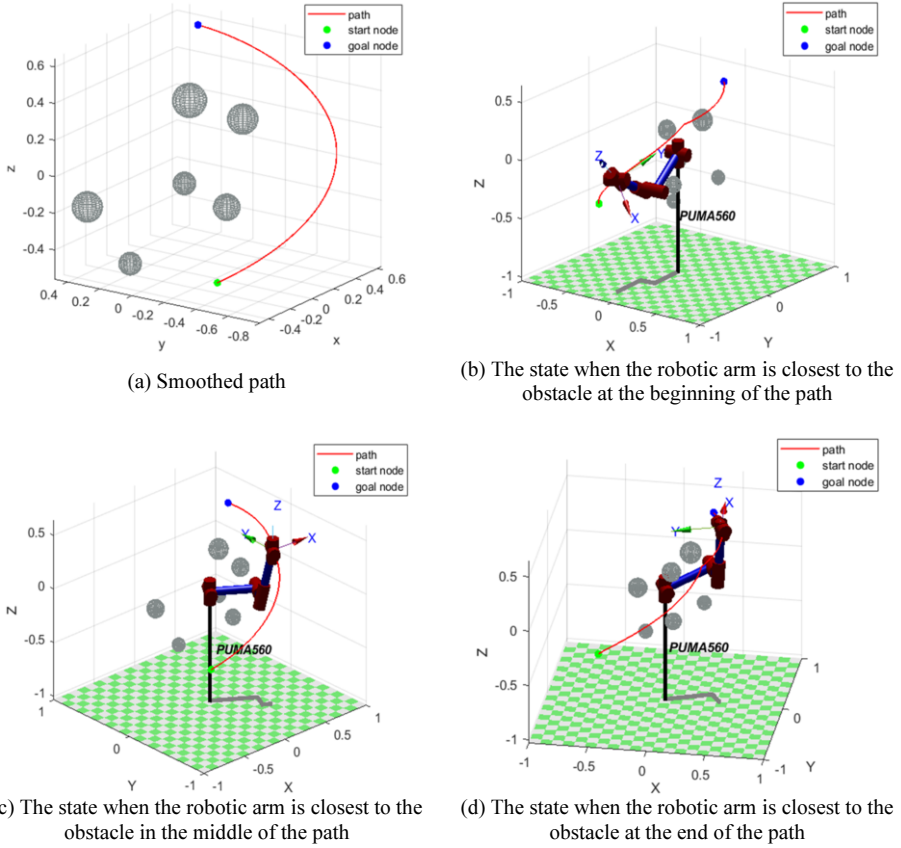 path
start node
goal node
z
0.6
0.4
0.2
0
-0.2
-0.4
0.4
0.2
0
-0.2
-0.4
-0.6
-0.8
y
-0.4
-0.2
0
0.2
0.4
0.6
x
(a) Smoothed path
path
start node
goal node
Z
0.5
0
-0.5
-1
Z
Y
X
PUMA560
-1
-0.5
0
0.5
1
X
-1
0
1
Y
(b) The state when the robotic arm is closest to the
obstacle at the beginning of the path
path
start node
goal node
Z
0.5
0
-0.5
-1
Z
Y
X
PUMA560
1
0
-1
Y
-1
-0.5
0
0.5
1
X
c) The state when the robotic arm is closest to the
obstacle in the middle of the path
path
start node
goal node
Z
0.5
0
-0.5
-1
Z
X
Y
PUMA560
-1
-0.5
0
0.5
1
X
-1
0
1
Y
(d) The state when the robotic arm is closest to the
obstacle at the end of the path